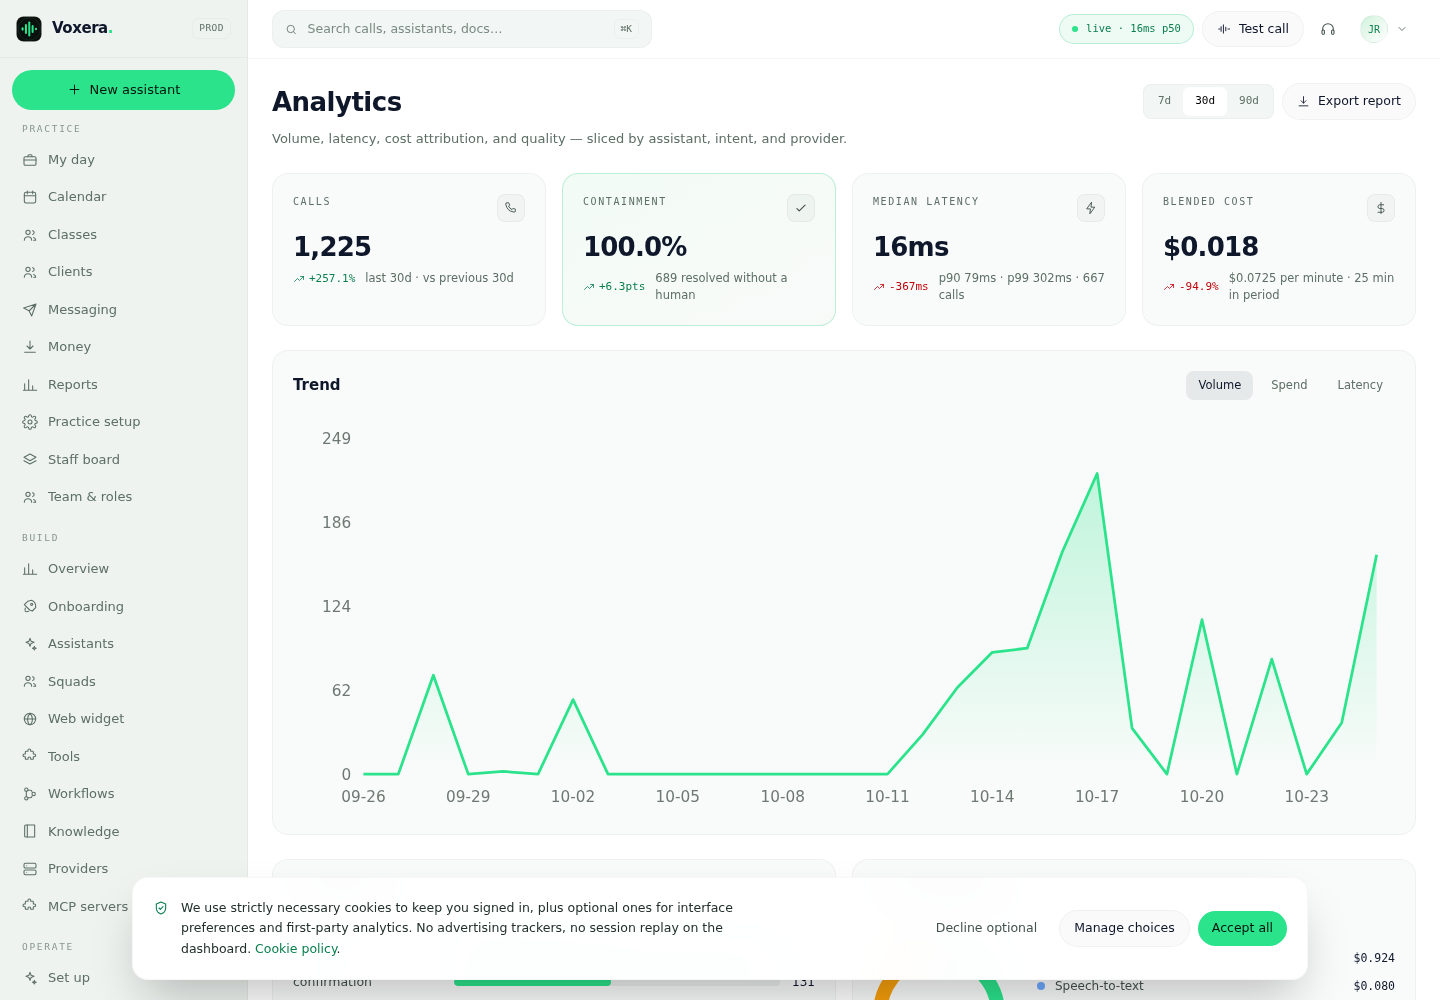 Voxera.
PROD
Search calls, assistants, docs...
⌘K
live · 16ms p50
Test call
JR
New assistant
PRACTICE
My day
Calendar
Classes
Clients
Messaging
Money
Reports
Practice setup
Staff board
Team & roles
BUILD
Overview
Onboarding
Assistants
Squads
Web widget
Tools
Workflows
Knowledge
Providers
MCP servers
OPERATE
Set up
Analytics
7d
30d
90d
Export report
Volume, latency, cost attribution, and quality — sliced by assistant, intent, and provider.
CALLS
1,225
+257.1%
last 30d · vs previous 30d
CONTAINMENT
100.0%
+6.3pts
689 resolved without a
human
MEDIAN LATENCY
16ms
-367ms
p90 79ms · p99 302ms · 667
calls
BLENDED COST
$
$0.018
-94.9%
$0.0725 per minute · 25 min
in period
Trend
Volume
Spend
Latency
249
186
124
62
0
09-26
09-29
10-02
10-05
10-08
10-11
10-14
10-17
10-20
10-23
We use strictly necessary cookies to keep you signed in, plus optional ones for interface
preferences and first-party analytics. No advertising trackers, no session replay on the
dashboard. Cookie policy.
Decline optional
Manage choices
Accept all
confirmation
131
$0.924
Speech-to-text
$0.080